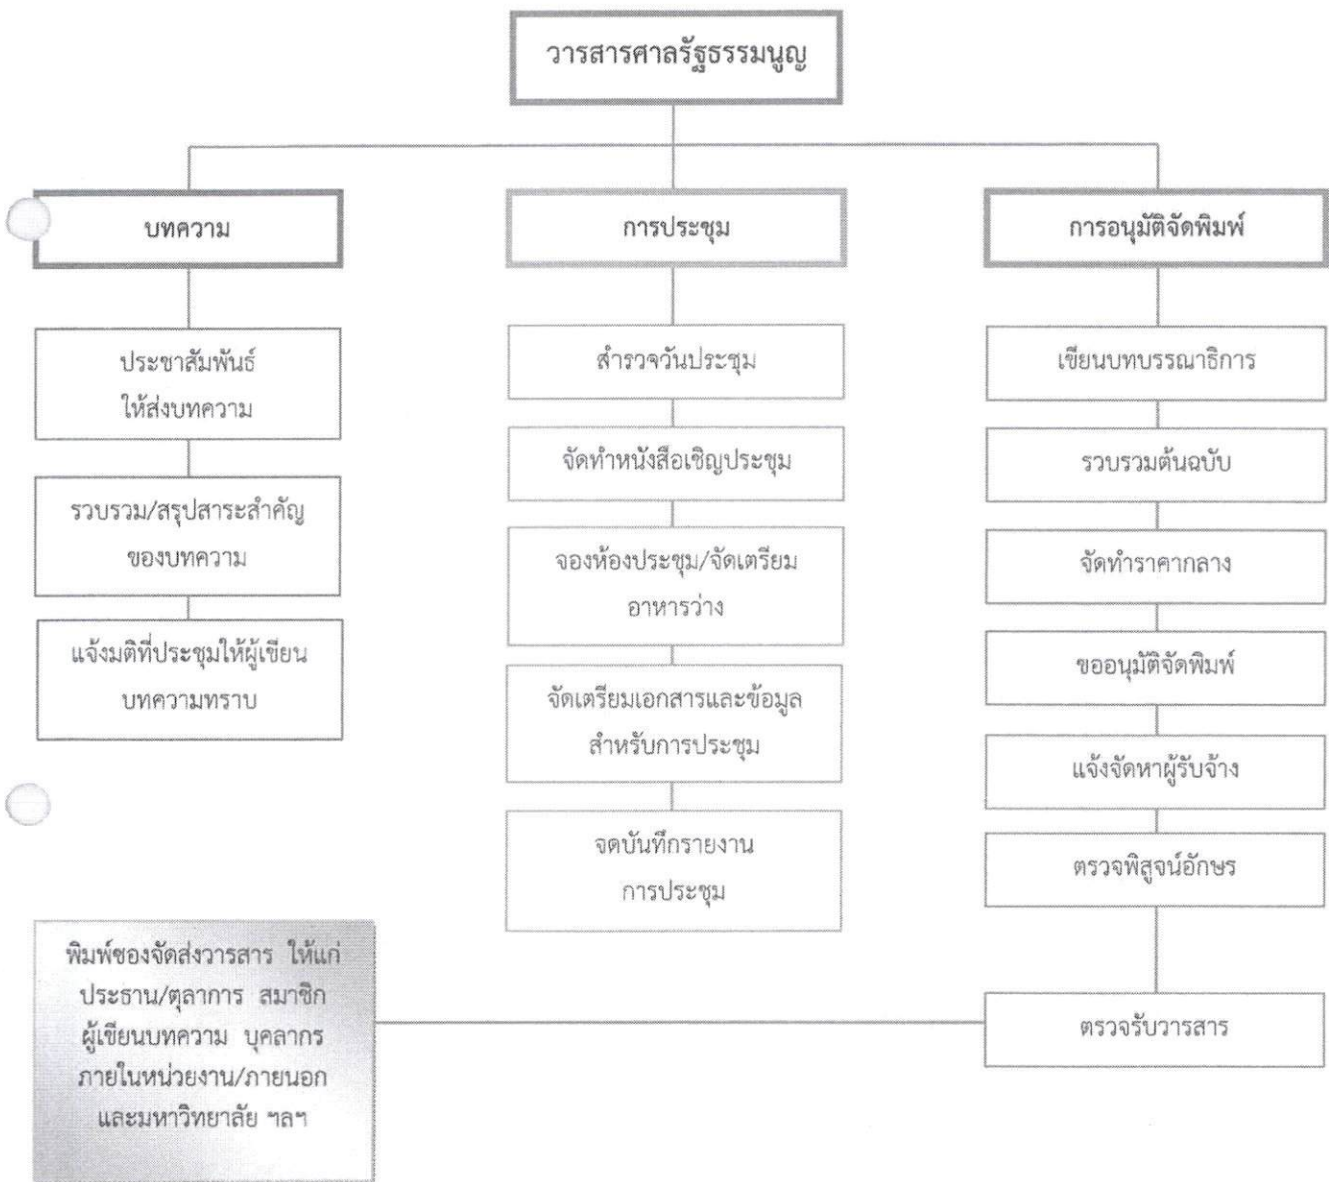 วารสารศาลรัฐธรรมนูญ
บทความ
ประชาสัมพันธ์
ให้ส่งบทความ
รวบรวม/สรุปสาระสำคัญ
ของบทความ
แจ้งมติที่ประชุมให้ผู้เขียน
บทความทราบ
การประชุม
สำรวจวันประชุม
จัดทำหนังสือเชิญประชุม
จองห้องประชุม/จัดเตรียม
อาหารว่าง
จัดเตรียมเอกสารและข้อมูล
สำหรับการประชุม
จดบันทึกรายงาน
การประชุม
การอนุมัติจัดพิมพ์
เขียนบทบรรณาธิการ
รวบรวมต้นฉบับ
จัดทำราคากลาง
ขออนุมัติจัดพิมพ์
แจ้งจัดหาผู้รับจ้าง
ตรวจพิสูจน์อักษร
ตรวจรับวารสาร
พิมพ์ซองจัดส่งวารสาร ให้แก่
ประธาน/ตุลาการ สมาชิก
ผู้เขียนบทความ บุคลากร
ภายในหน่วยงาน/ภายนอก
และมหาวิทยาลัย ฯลฯ